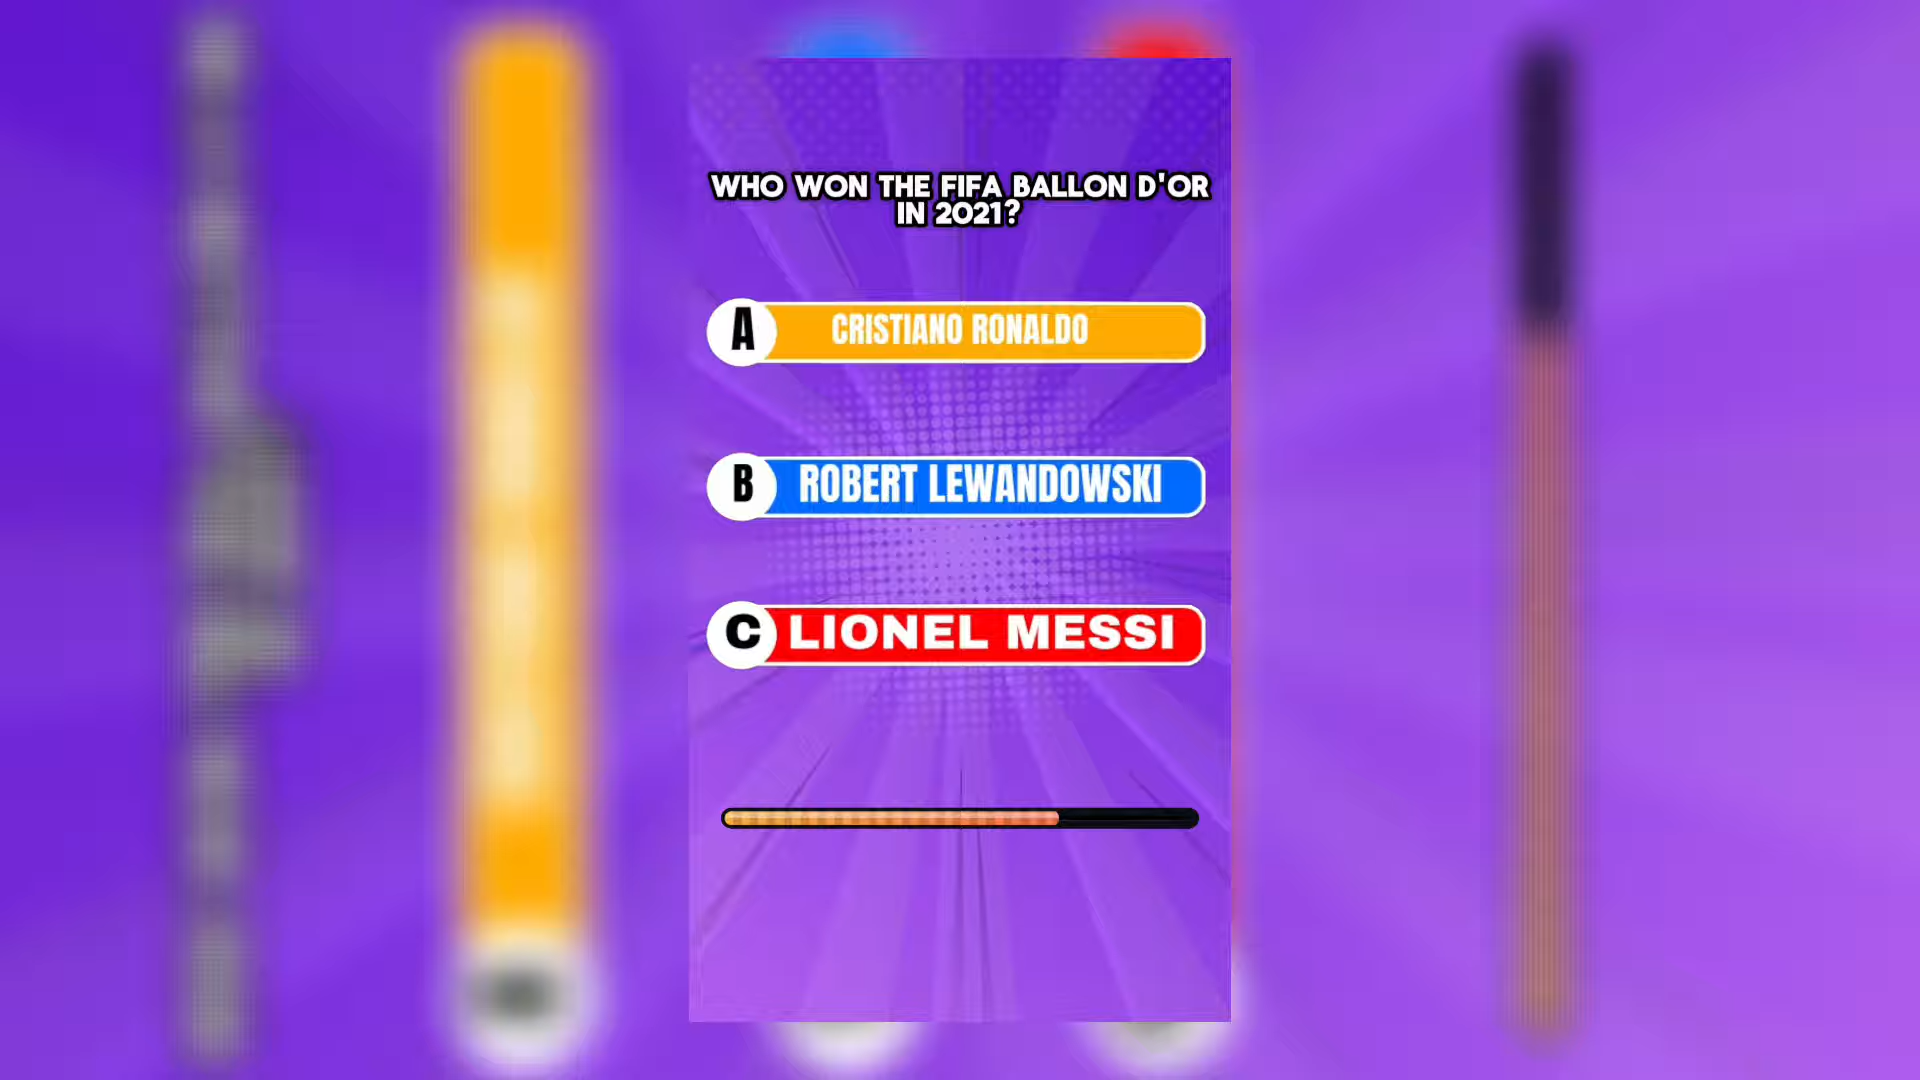 WHO WON THE FIFA BALLON D'OR
IN 2021?
A CRISTIANO RONALDO
B ROBERT LEWANDOWSKI
C LIONEL MESSI